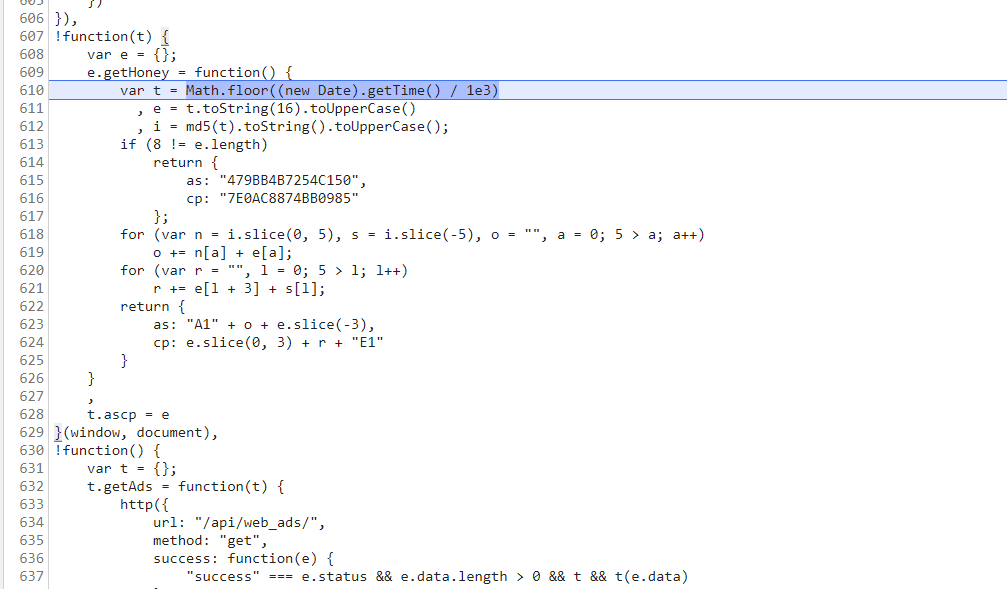 605     })
606 }),
607 !function(t) {
608     var e = {};
609     e.getHoney = function() {
610         var t = Math.floor((new Date).getTime() / 1e3)
611           , e = t.toString(16).toUpperCase()
612           , i = md5(t).toString().toUpperCase();
613         if (8 != e.length)
614             return {
615                 as: "479BB4B7254C150",
616                 cp: "7E0AC8874BB0985"
617             };
618         for (var n = i.slice(0, 5), s = i.slice(-5), o = "", a = 0; 5 > a; a++)
619             o += n[a] + e[a];
620         for (var r = "", l = 0; 5 > l; l++)
621             r += e[l + 3] + s[l];
622         return {
623             as: "A1" + o + e.slice(-3),
624             cp: e.slice(0, 3) + r + "E1"
625         }
626     }
627     ,
628     t.ascp = e
629 }(window, document),
630 !function() {
631     var t = {};
632     t.getAds = function(t) {
633         http({
634             url: "/api/web_ads/",
635             method: "get",
636             success: function(e) {
637                 "success" === e.status && e.data.length > 0 && t && t(e.data)